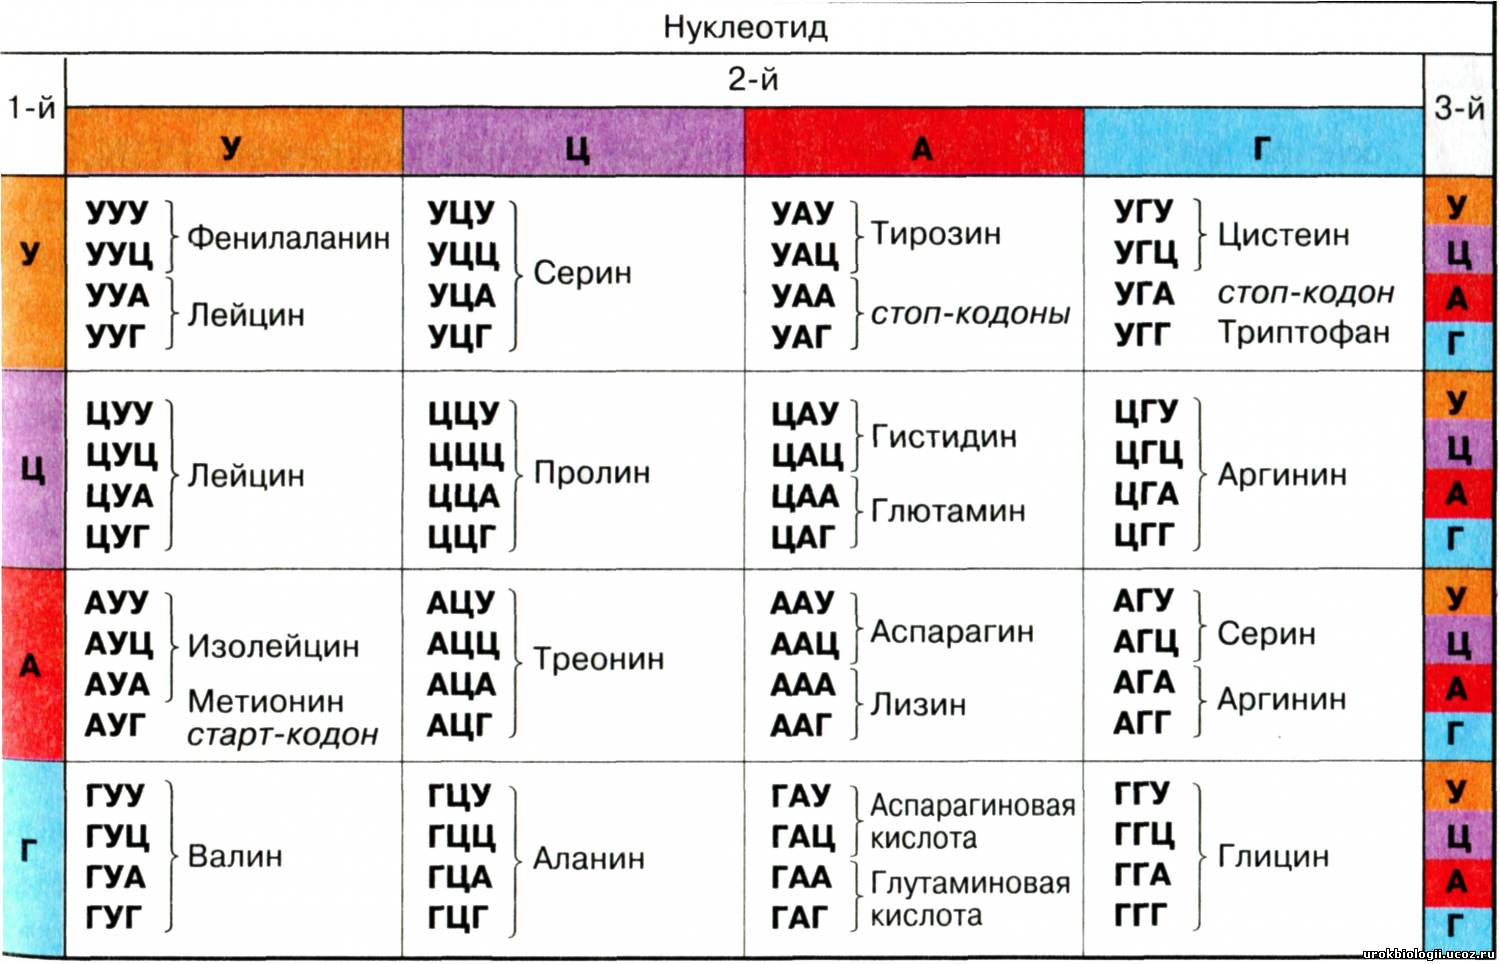 Нуклеотид
1-й
2-й
3-й
У
Ц
А
Г
У
УУУ
УУЦ
Фенилаланин
УУА
УУГ
Лейцин
УЦУ
УЦЦ
УЦА
УЦГ
Серин
УАУ
УАЦ
Тирозин
УАА
УАГ
стоп-кодоны
УГУ
УГЦ
Цистеин
УГА
стоп-кодон
УГГ
Триптофан
У
Ц
А
Г
Ц
ЦУУ
ЦУЦ
ЦУА
ЦУГ
Лейцин
ЦЦУ
ЦЦЦ
ЦЦА
ЦЦГ
Пролин
ЦАУ
ЦАЦ
Гистидин
ЦАА
ЦАГ
Глютамин
ЦГУ
ЦГЦ
ЦГА
ЦГГ
Аргинин
У
Ц
А
Г
А
АУУ
АУЦ
АУА
Изолейцин
АУГ
Метионин
старт-кодон
АЦУ
АЦЦ
АЦА
АЦГ
Треонин
ААУ
ААЦ
Аспарагин
ААА
ААГ
Лизин
АГУ
АГЦ
Серин
АГА
АГГ
Аргинин
У
Ц
А
Г
Г
ГУУ
ГУЦ
ГУА
ГУГ
Валин
ГЦУ
ГЦЦ
ГЦА
ГЦГ
Аланин
ГАУ
ГАЦ
Аспарагиновая
кислота
ГАА
ГАГ
Глутаминовая
кислота
ГГУ
ГГЦ
ГГА
ГГГ
Глицин
У
Ц
А
Г
urokbiologii.ucoz.ru